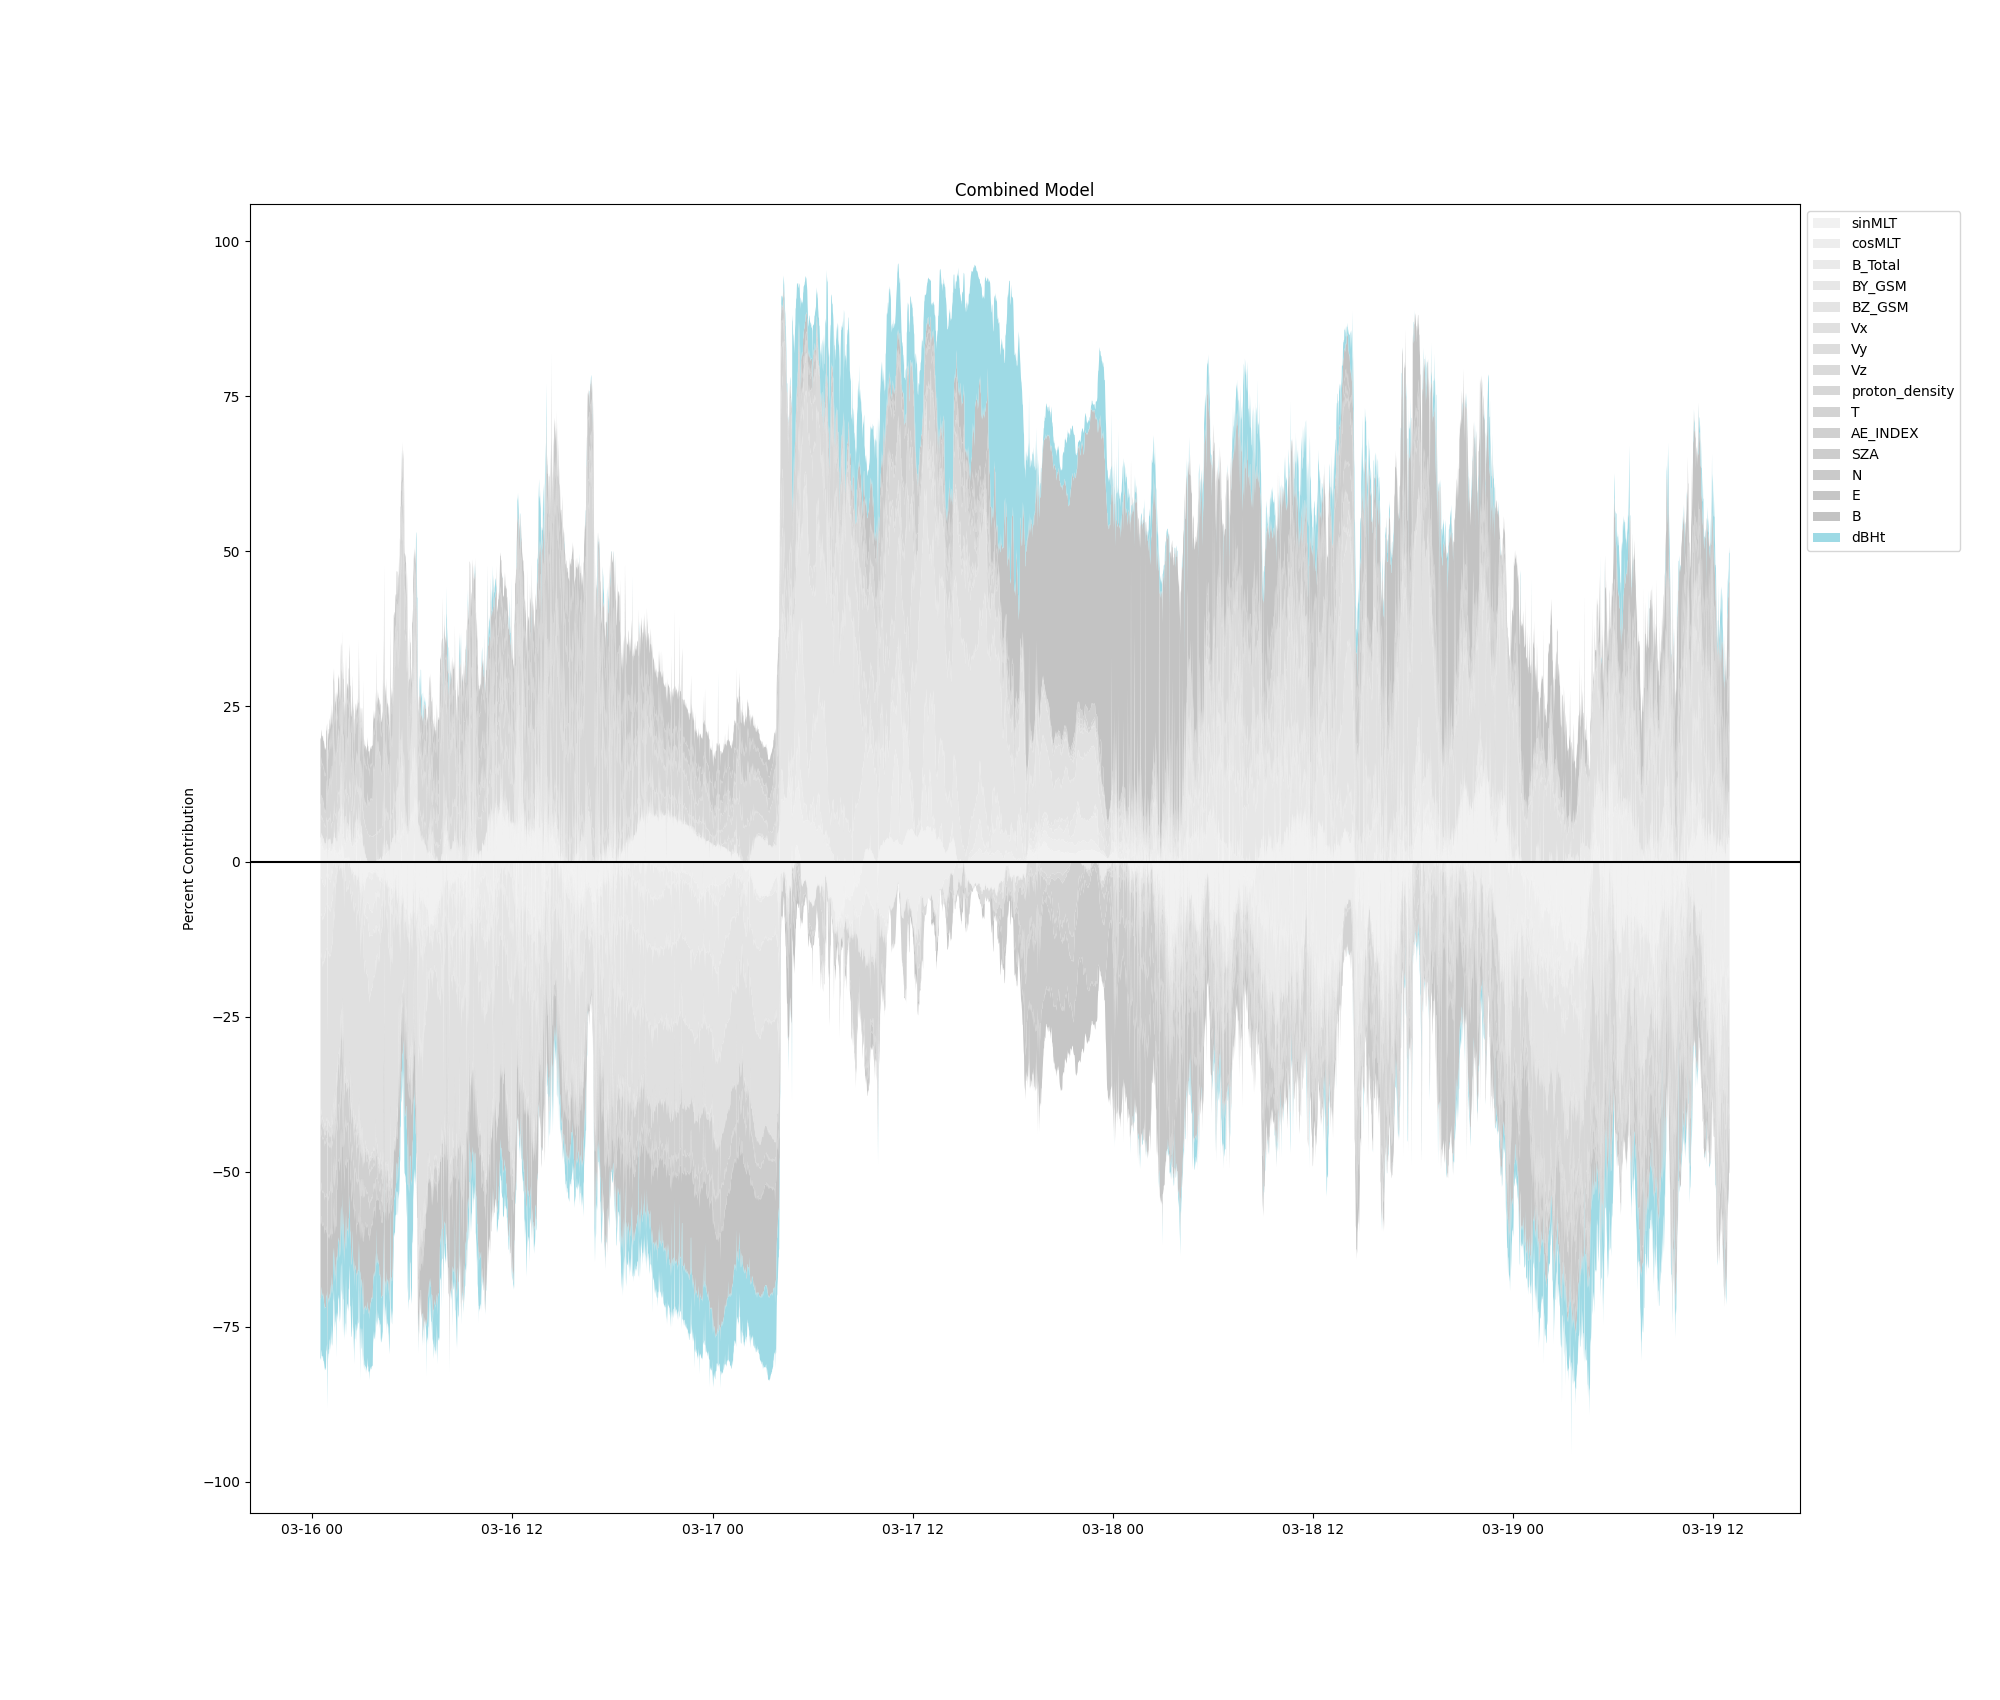 Combined Model
100
75
50
25
0
−25
−50
−75
−100
Percent Contribution
03-16 00
03-16 12
03-17 00
03-17 12
03-18 00
03-18 12
03-19 00
03-19 12
sinMLT
cosMLT
B_Total
BY_GSM
BZ_GSM
Vx
Vy
Vz
proton_density
T
AE_INDEX
SZA
N
E
B
dBHt